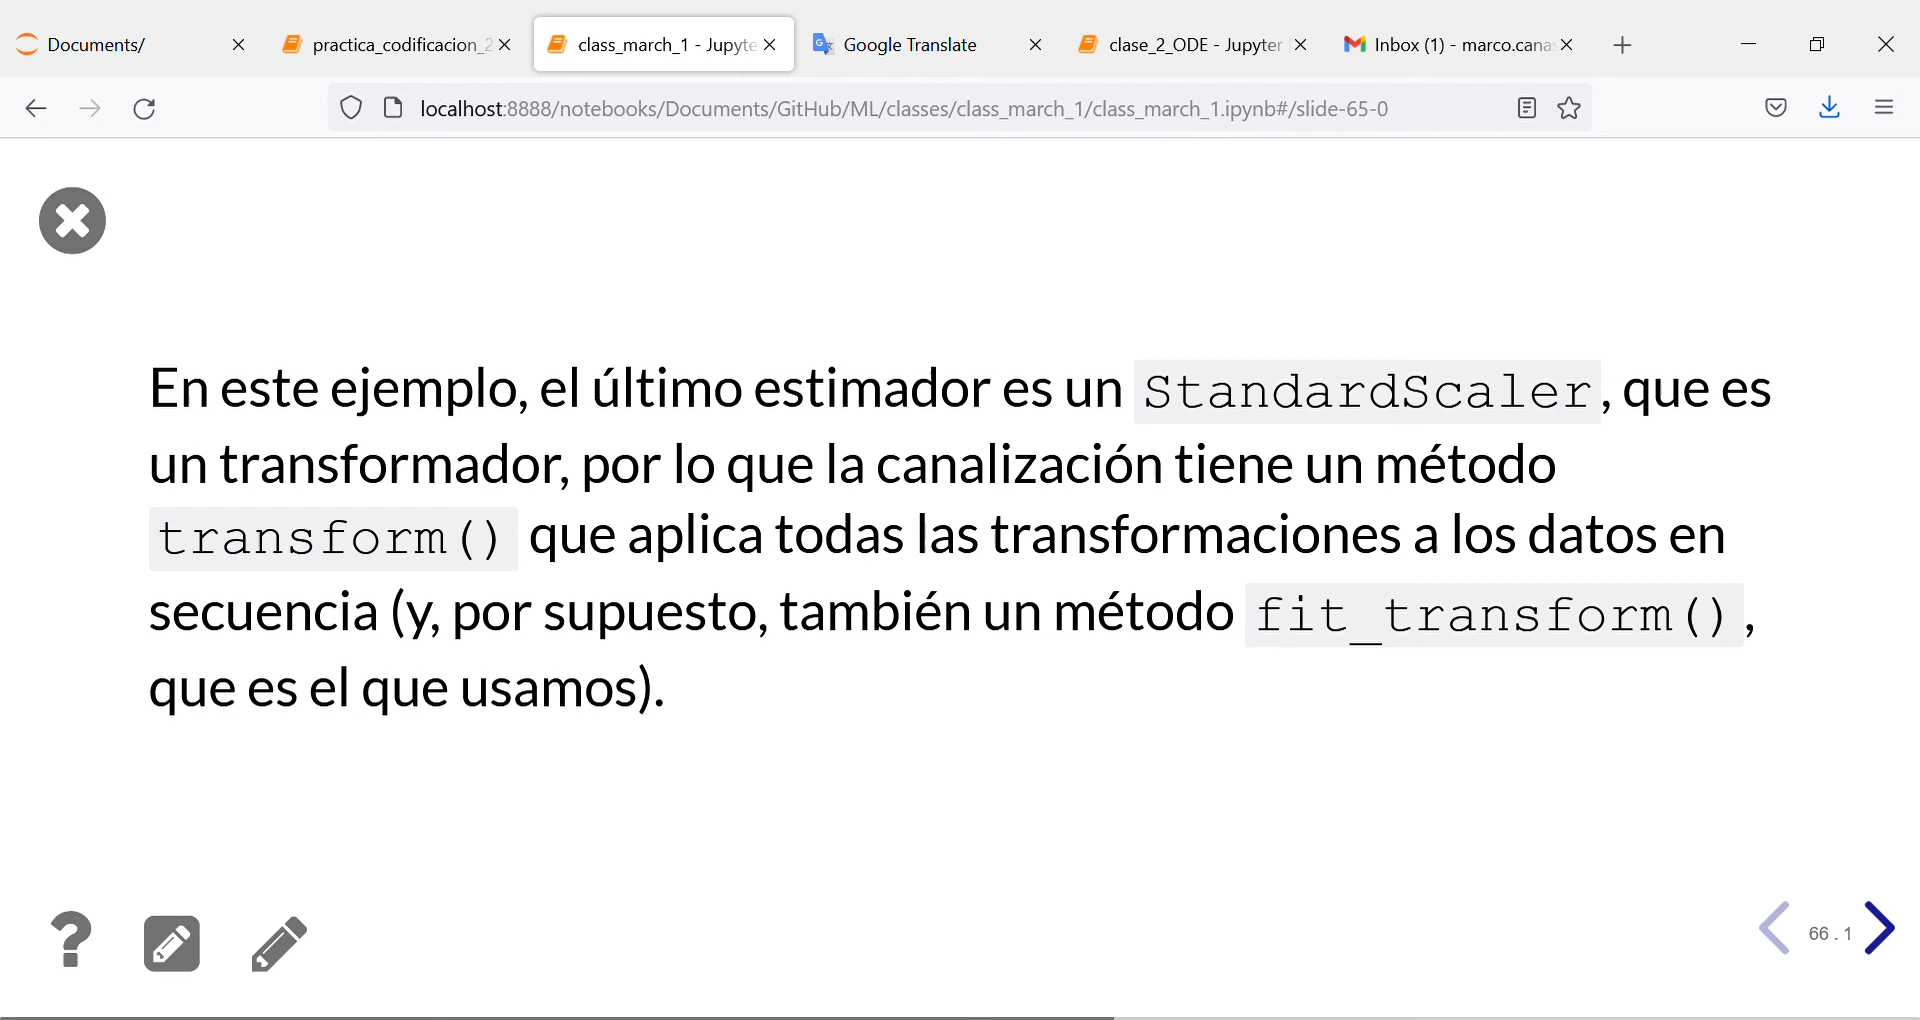 Documents/
practica_codificacion_2
class_march_1 - Jupyte
Google Translate
clase_2_ODE - Jupyter
Inbox (1) - marco.cana
localhost:8888/notebooks/Documents/GitHub/ML/classes/class_march_1/class_march_1.ipynb#/slide-65-0
En este ejemplo, el último estimador es un StandardScaler, que es
un transformador, por lo que la canalización tiene un método
transform() que aplica todas las transformaciones a los datos en
secuencia (y, por supuesto, también un método fit_transform(),
que es el que usamos).
66 . 1